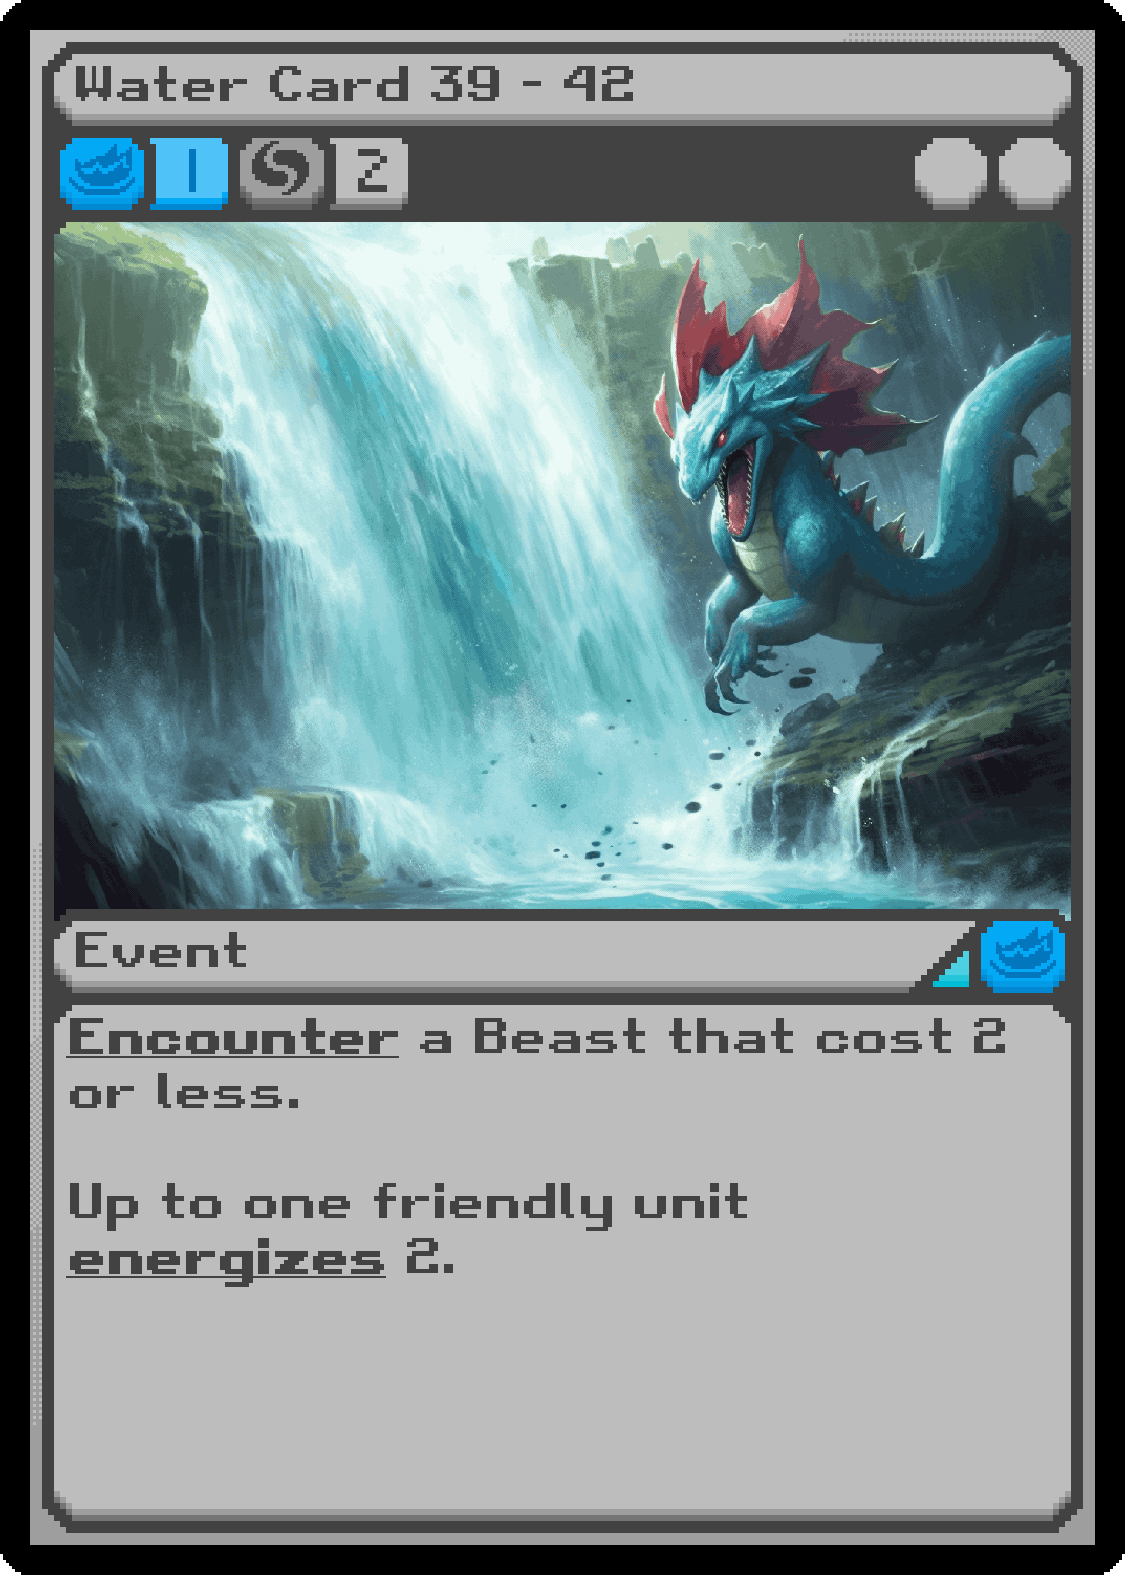 Water Card 39 - 42
1 2
Event
Encounter a Beast that cost 2
or less.
Up to one friendly unit
energizes 2.